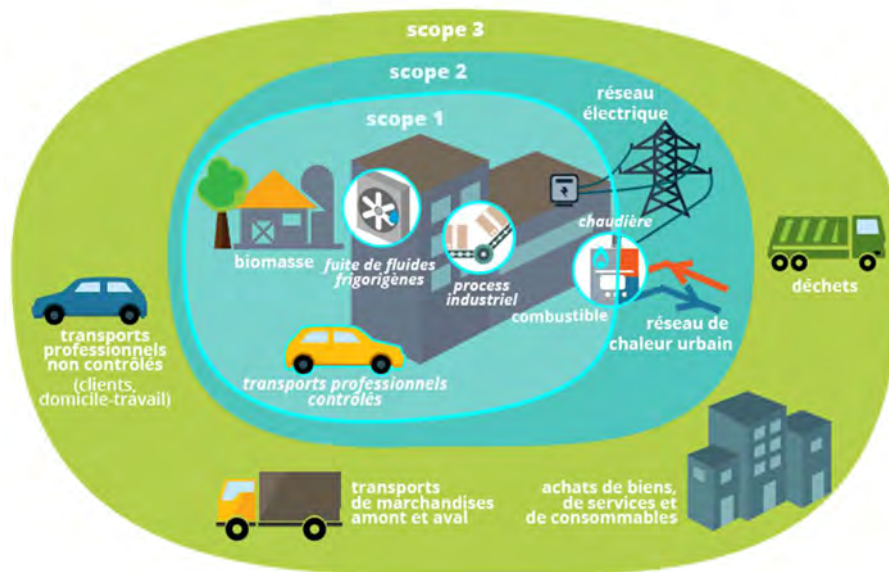 scope 3
scope 2
scope 1
réseau
électrique
biomasse
fuite de fluides
frigorigènes
process
industriel
chaudière
combustible
réseau de
chaleur urbain
déchets
transports
professionnels
non contrôlés
(clients,
domicile-travail)
transports professionnels
contrôlés
transports
de marchandises
amont et aval
achats de biens,
de services et
de consommables